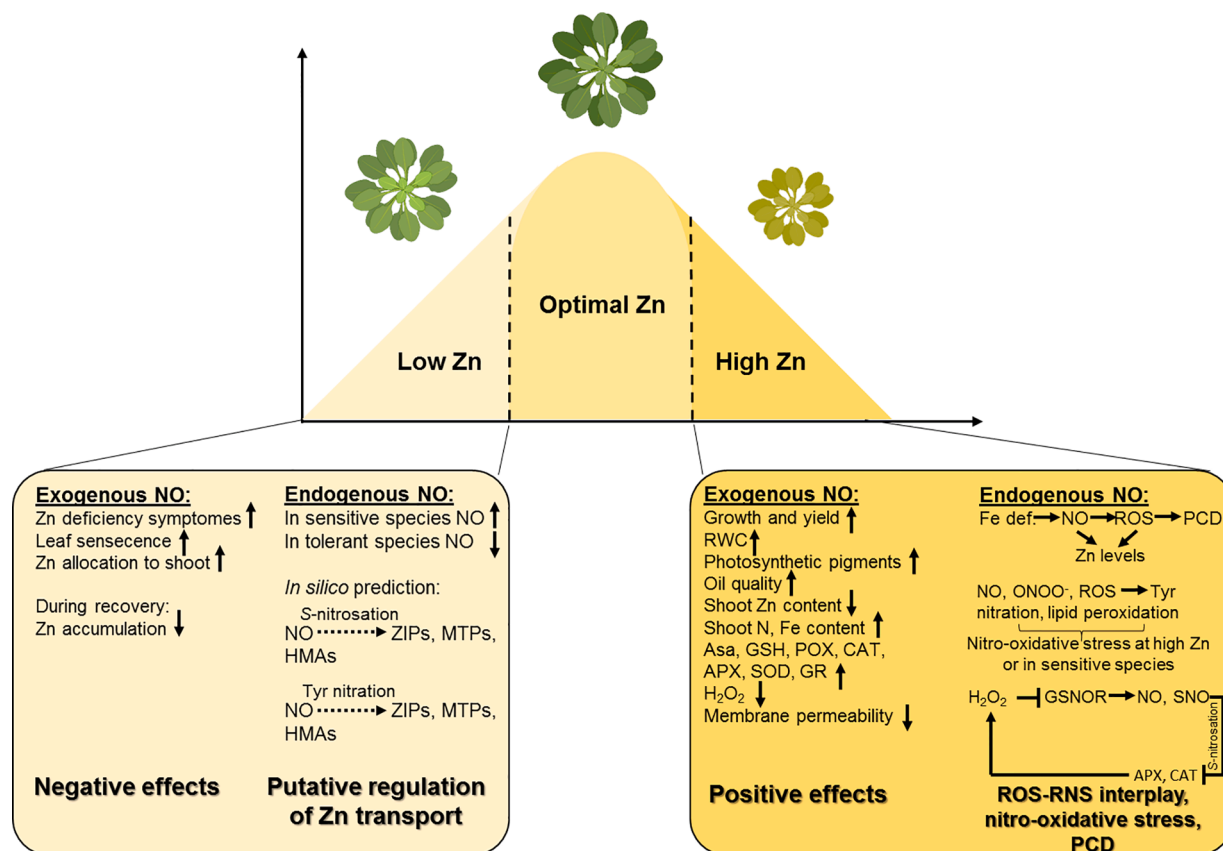 Optimal Zn
Low Zn
High Zn
Exogenous NO:
Zn deficiency symptomes
Leaf sensecence
Zn allocation to shoot
During recovery:
Zn accumulation
Negative effects
Endogenous NO:
In sensitive species NO
In tolerant species NO
In silico prediction:
S-nitrosation
NO ZIPs, MTPs,
HMAs
Tyr nitration
NO ZIPs, MTPs,
HMAs
Putative regulation
of Zn transport
Exogenous NO:
Growth and yield
RWC
Photosynthetic pigments
Oil quality
Shoot Zn content
Shoot N, Fe content
Asa, GSH, POX, CAT,
APX, SOD, GR
H₂O₂
Membrane permeability
Positive effects
Endogenous NO:
Fe def. NO ROS PCD
Zn levels
NO, ONOO⁻, ROS Tyr
nitration, lipid peroxidation
Nitro-oxidative stress at high Zn
or in sensitive species
H₂O₂ GSNOR NO, SNO
S-nitrosation
APX, CAT
ROS-RNS interplay,
nitro-oxidative stress,
PCD